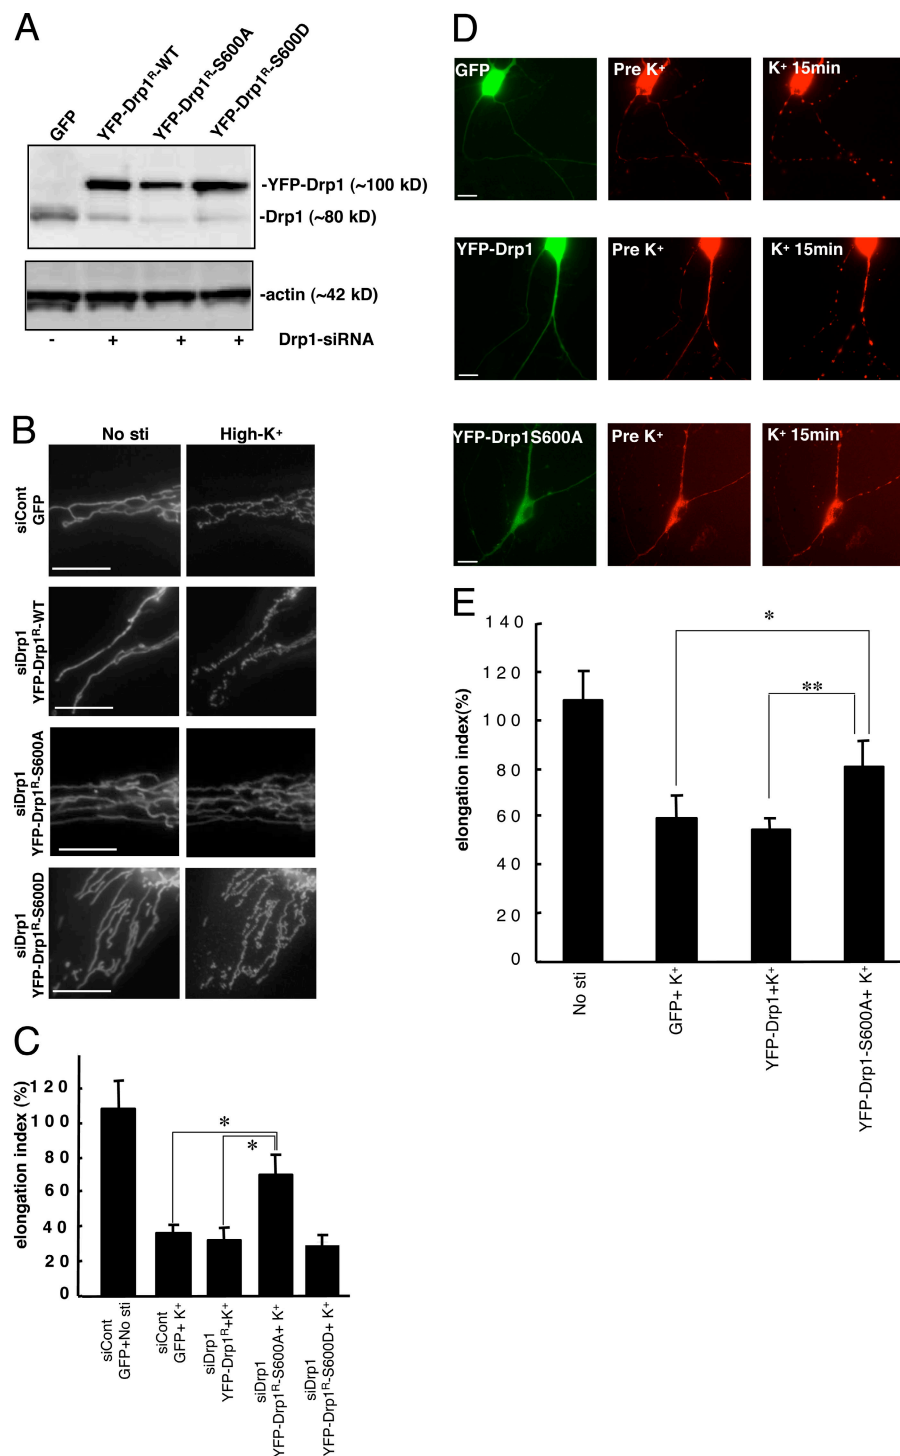 A
GFP
YFP-Drp1ᴿ-WT
YFP-Drp1ᴿ-S600A
YFP-Drp1ᴿ-S600D
-YFP-Drp1 (~100 kD)
-Drp1 (~80 kD)
-actin (~42 kD)
- + + + Drp1-siRNA
B
No sti High-K⁺
siCont
GFP
siDrp1
YFP-Drp1ᴿ-WT
siDrp1
YFP-Drp1ᴿ-S600A
siDrp1
YFP-Drp1ᴿ-S600D
C
elongation index (%)
120
100
80
60
40
20
0
*
*
siCont
GFP+No sti
siCont
GFP+ K⁺
siDrp1
YFP-Drp1ᴿ+K⁺
siDrp1
YFP-Drp1ᴿ-S600A+ K⁺
siDrp1
YFP-Drp1ᴿ-S600D+ K⁺
D
GFP Pre K⁺ K⁺ 15min
YFP-Drp1 Pre K⁺ K⁺ 15min
YFP-Drp1S600A Pre K⁺ K⁺ 15min
E
elongation index(%)
140
120
100
80
60
40
20
0
*
**
No sti
GFP+ K⁺
YFP-Drp1+K⁺
YFP-Drp1-S600A+ K⁺